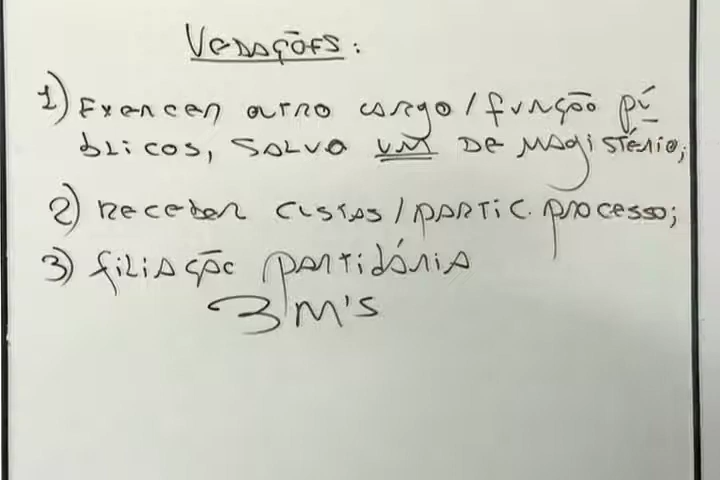 Vedações:
1) Exercer outro cargo/função pú
blicos, salvo um de magistério;
2) receber custas/partic. processo;
3) filiação partidária
3 M's